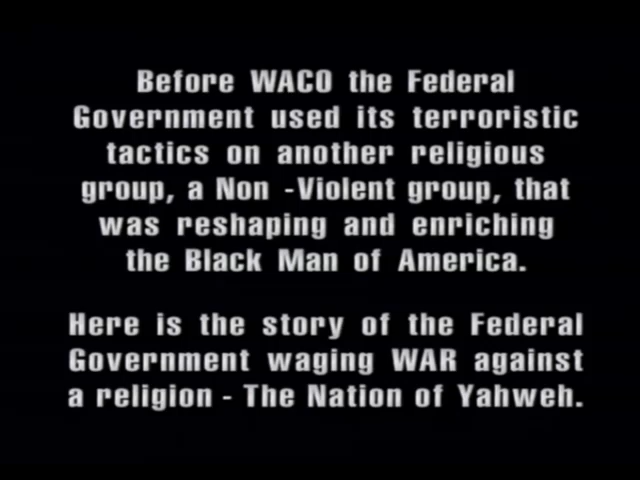 Before WACO the Federal
Government used its terroristic
tactics on another religious
group, a Non -Violent group, that
was reshaping and enriching
the Black Man of America.
Here is the story of the Federal
Government waging WAR against
a religion - The Nation of Yahweh.